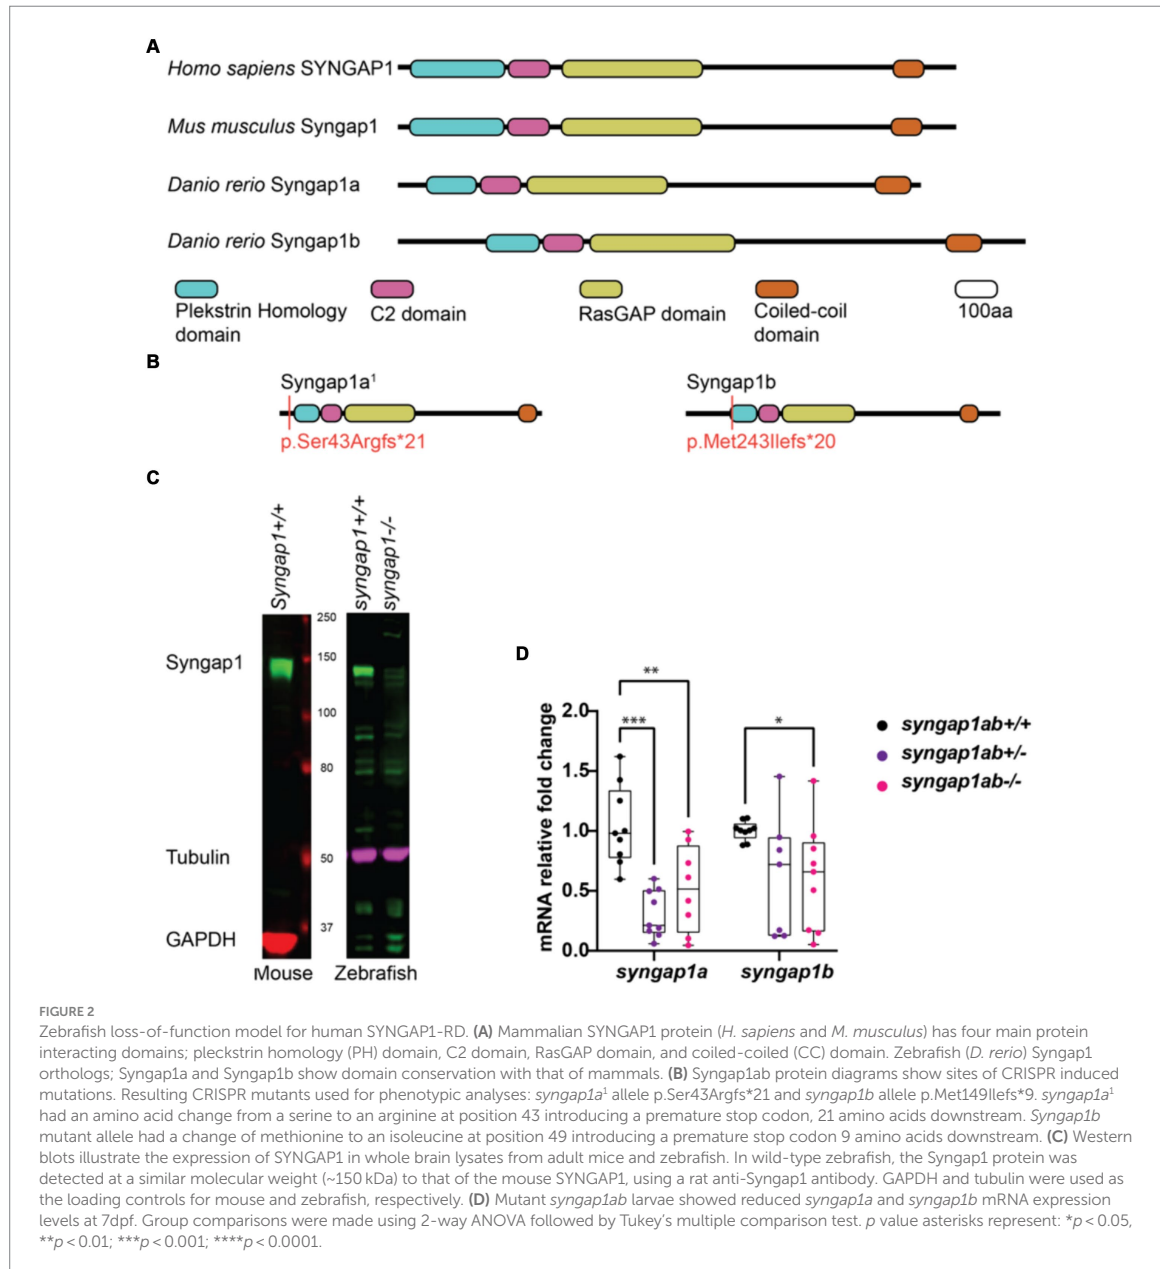 A
Homo sapiens SYNGAP1
Mus musculus Syngap1
Danio rerio Syngap1a
Danio rerio Syngap1b
Plekstrin Homology
domain
C2 domain
RasGAP domain
Coiled-coil
domain
100aa
B
Syngap1a¹
p.Ser43Argfs*21
Syngap1b
p.Met243Ilefs*20
C
Syngap1+/+
syngap1+/+
syngap1-/-
Syngap1
Tubulin
GAPDH
250
150
100
80
50
37
Mouse
Zebrafish
D
mRNA relative fold change
2.0
1.5
1.0
0.5
0.0
**
***
*
syngap1a
syngap1b
syngap1ab+/+
syngap1ab+/-
syngap1ab-/-
FIGURE 2
Zebrafish loss-of-function model for human SYNGAP1-RD. (A) Mammalian SYNGAP1 protein (H. sapiens and M. musculus) has four main protein
interacting domains; pleckstrin homology (PH) domain, C2 domain, RasGAP domain, and coiled-coiled (CC) domain. Zebrafish (D. rerio) Syngap1
orthologs; Syngap1a and Syngap1b show domain conservation with that of mammals. (B) Syngap1ab protein diagrams show sites of CRISPR induced
mutations. Resulting CRISPR mutants used for phenotypic analyses: syngap1a¹ allele p.Ser43Argfs*21 and syngap1b allele p.Met149Ilefs*9. syngap1a¹
had an amino acid change from a serine to an arginine at position 43 introducing a premature stop codon, 21 amino acids downstream. Syngap1b
mutant allele had a change of methionine to an isoleucine at position 49 introducing a premature stop codon 9 amino acids downstream. (C) Western
blots illustrate the expression of SYNGAP1 in whole brain lysates from adult mice and zebrafish. In wild-type zebrafish, the Syngap1 protein was
detected at a similar molecular weight (~150 kDa) to that of the mouse SYNGAP1, using a rat anti-Syngap1 antibody. GAPDH and tubulin were used as
the loading controls for mouse and zebrafish, respectively. (D) Mutant syngap1ab larvae showed reduced syngap1a and syngap1b mRNA expression
levels at 7dpf. Group comparisons were made using 2-way ANOVA followed by Tukey's multiple comparison test. p value asterisks represent: *p < 0.05,
**p < 0.01; ***p < 0.001; ****p < 0.0001.